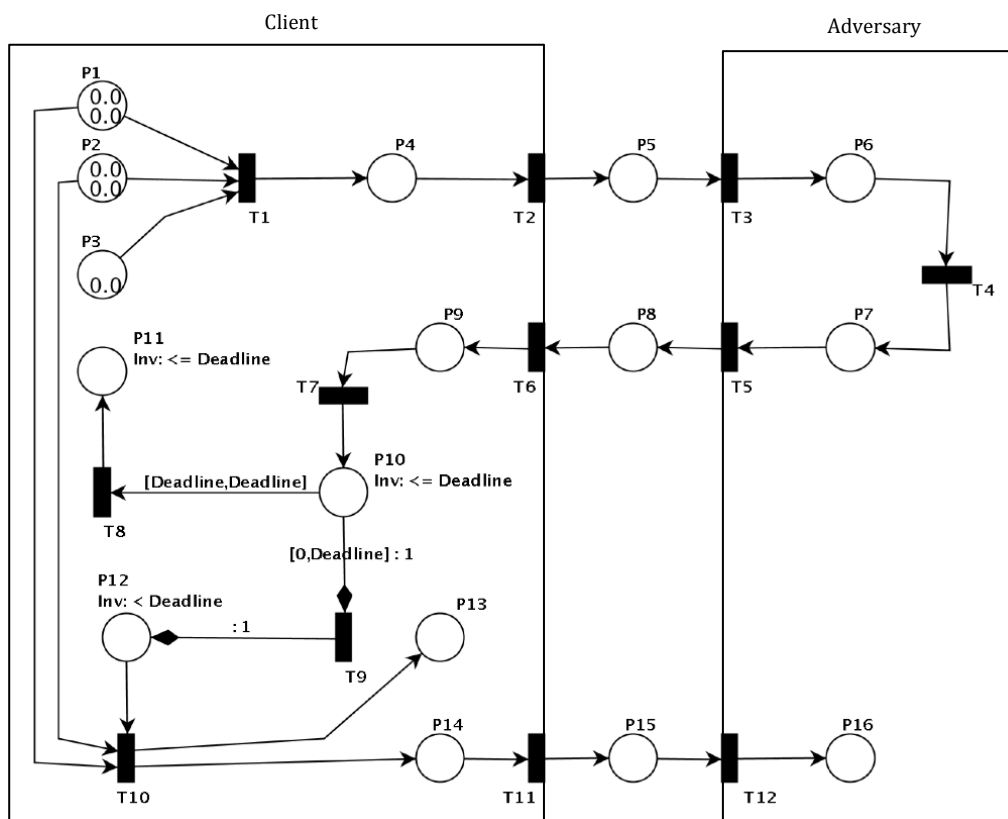 Client
Adversary
P1
0.0
0.0
P2
0.0
0.0
P3
0.0
T1
P4
T2
P5
T3
P6
T4
P7
T5
P8
T6
P9
T7
P11
Inv: <= Deadline
P10
Inv: <= Deadline
[Deadline,Deadline]
T8
[0,Deadline] : 1
P12
Inv: < Deadline
: 1
T9
P13
T10
P14
T11
P15
T12
P16